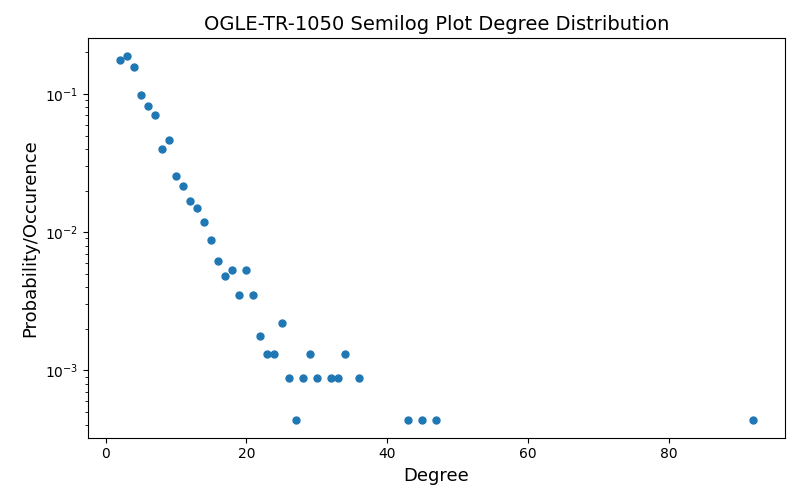 OGLE-TR-1050 Semilog Plot Degree Distribution
Probability/Occurence
10⁻¹
10⁻²
10⁻³
0 20 40 60 80
Degree